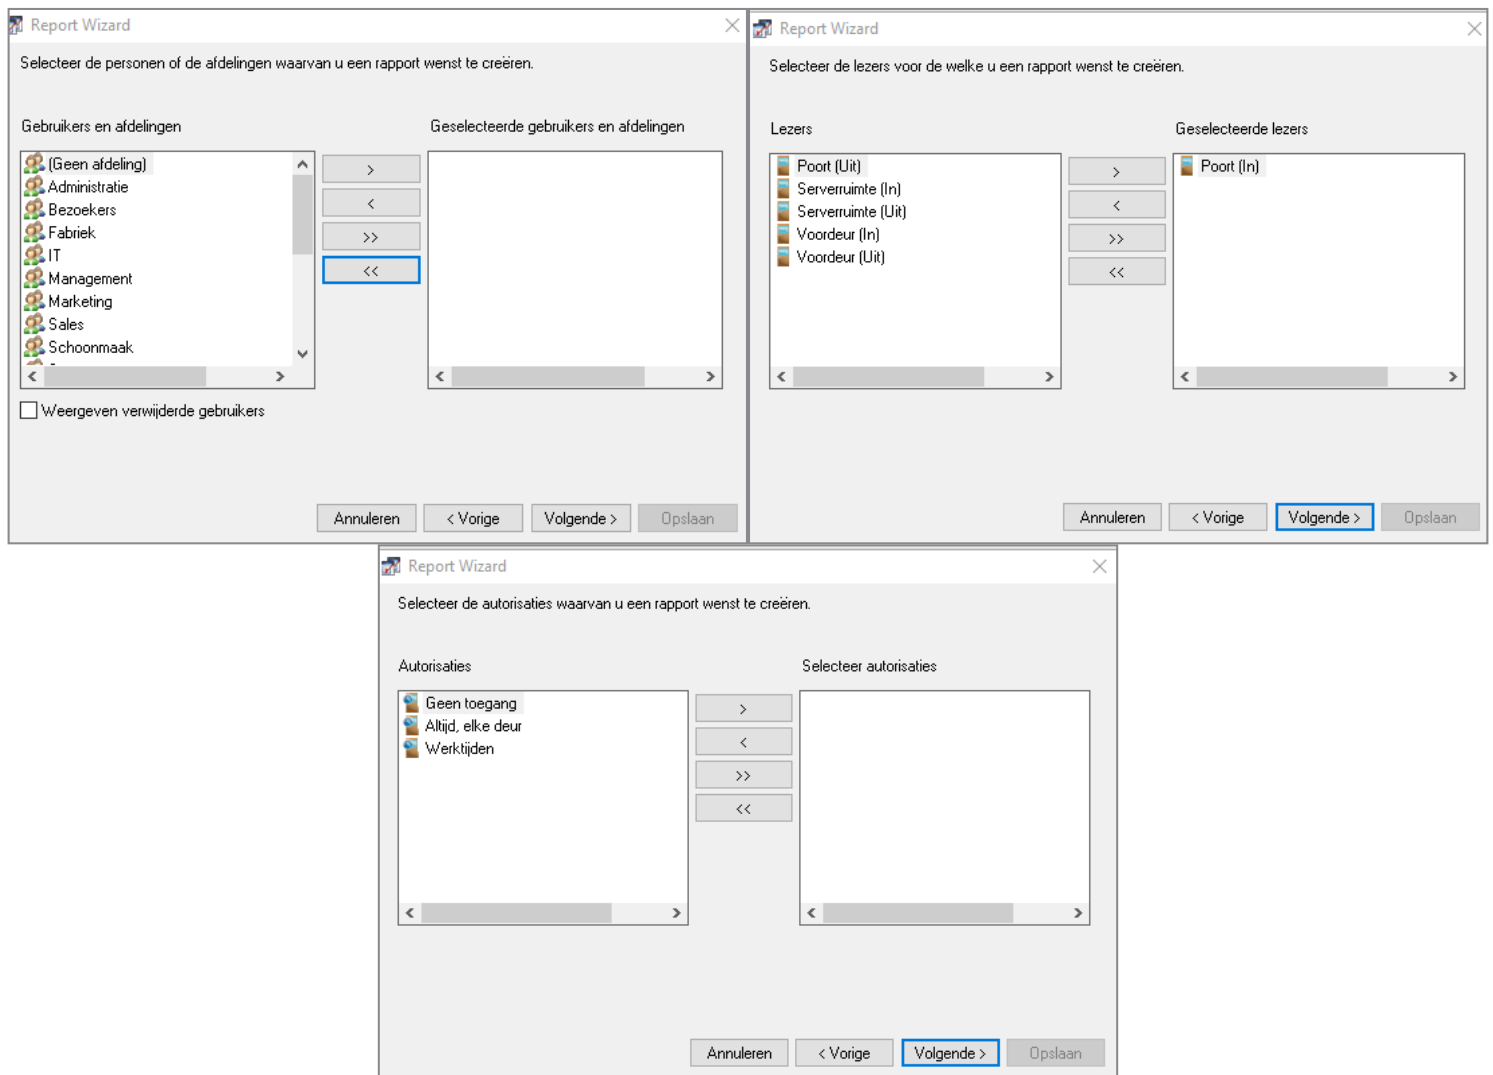 Report Wizard
Selecteer de personen of de afdelingen waarvan u een rapport wenst te creëren.
Gebruikers en afdelingen
Geselecteerde gebruikers en afdelingen
(Geen afdeling)
Administratie
Bezoekers
Fabriek
IT
Management
Marketing
Sales
Schoonmaak
>
<
>>
<<
Weergeven verwijderde gebruikers
Annuleren
< Vorige
Volgende >
Opslaan
Report Wizard
Selecteer de lezers voor de welke u een rapport wenst te creëren.
Lezers
Geselecteerde lezers
Poort (Uit)
Serverruimte (In)
Serverruimte (Uit)
Voordeur (In)
Voordeur (Uit)
>
<
>>
<<
Poort (In)
Annuleren
< Vorige
Volgende >
Opslaan
Report Wizard
Selecteer de autorisaties waarvan u een rapport wenst te creëren.
Autorisaties
Selecteer autorisaties
Geen toegang
Altijd, elke deur
Werktijden
>
<
>>
<<
Annuleren
< Vorige
Volgende >
Opslaan